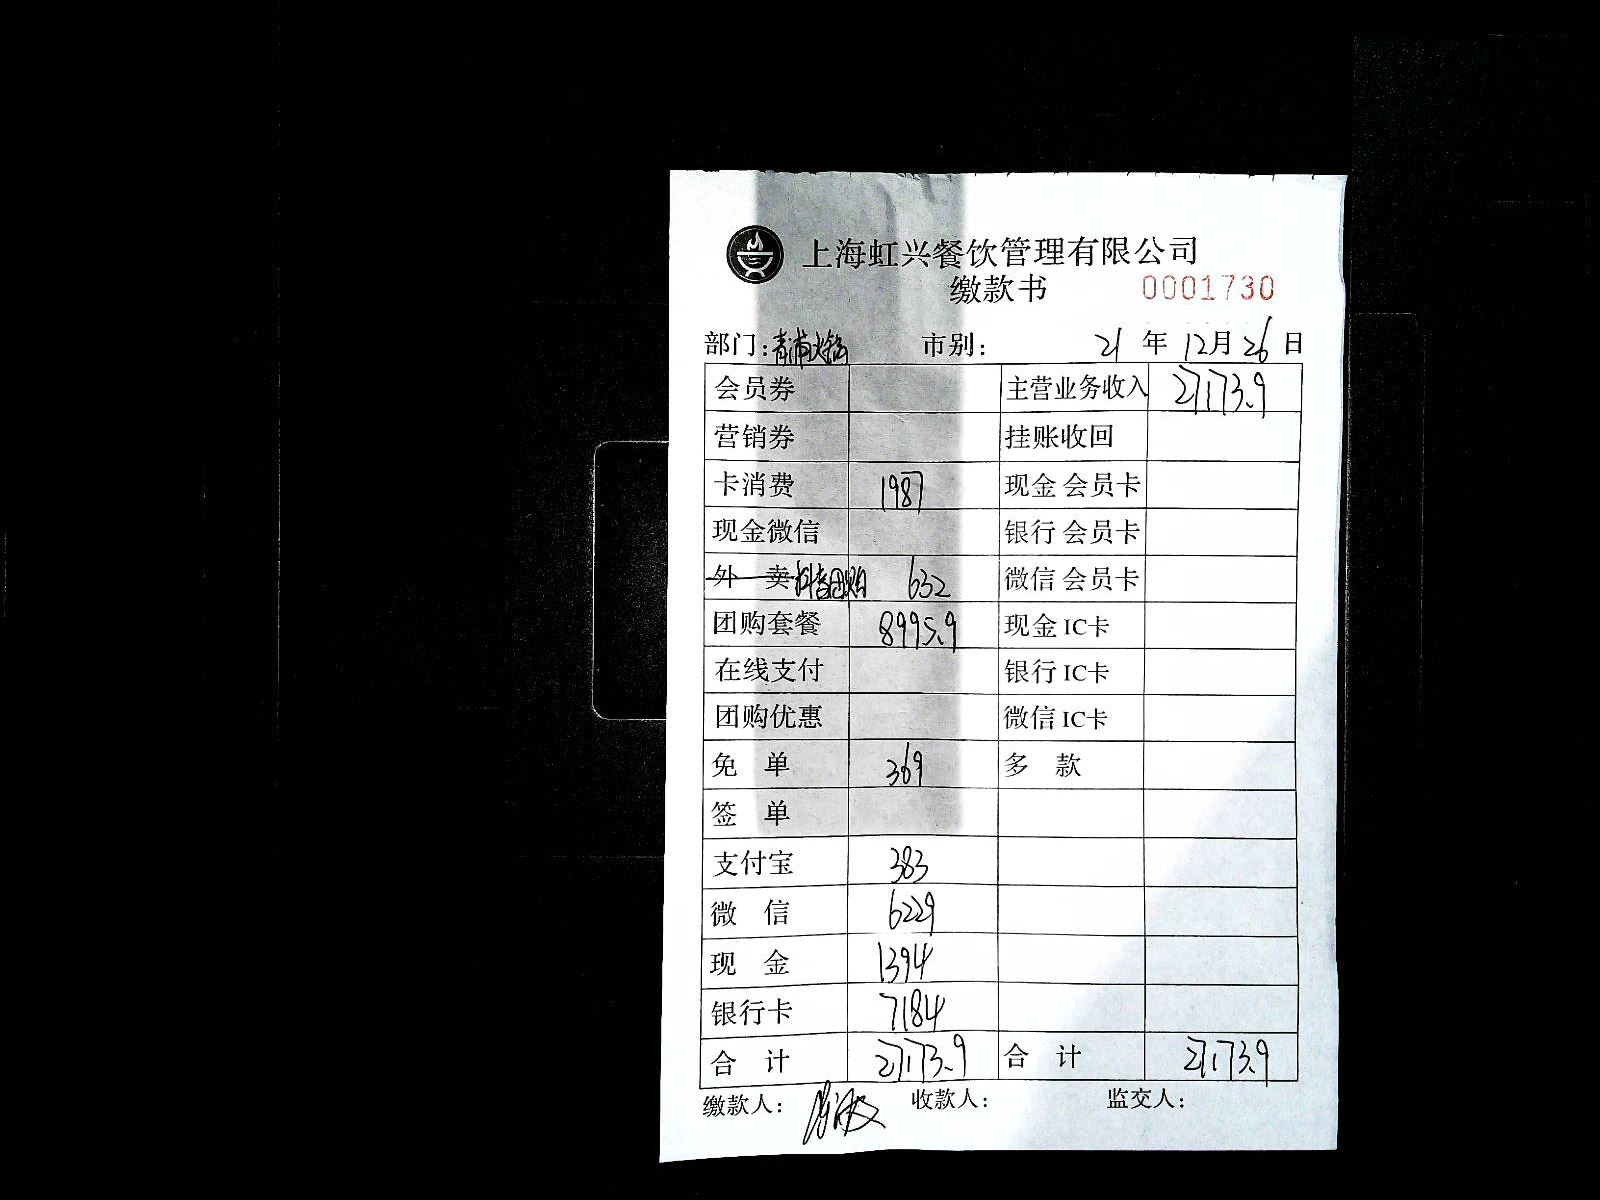 上海虹兴餐饮管理有限公司
缴款书 0001730
部门:青浦火锅 市别: 21 年 12月 26 日
会员券 主营业务收入 27173.9
营销券 挂账收回
卡消费 1987 现金 会员卡
现金微信 银行 会员卡
外 卖 抖音团购 632 微信 会员卡
团购套餐 8995.9 现金 IC卡
在线支付 银行 IC卡
团购优惠 微信 IC卡
免 单 369 多 款
签 单
支付宝 383
微 信 6229
现 金 1394
银行卡 7184
合 计 27173.9 合 计 27173.9
缴款人: 收款人: 监交人: